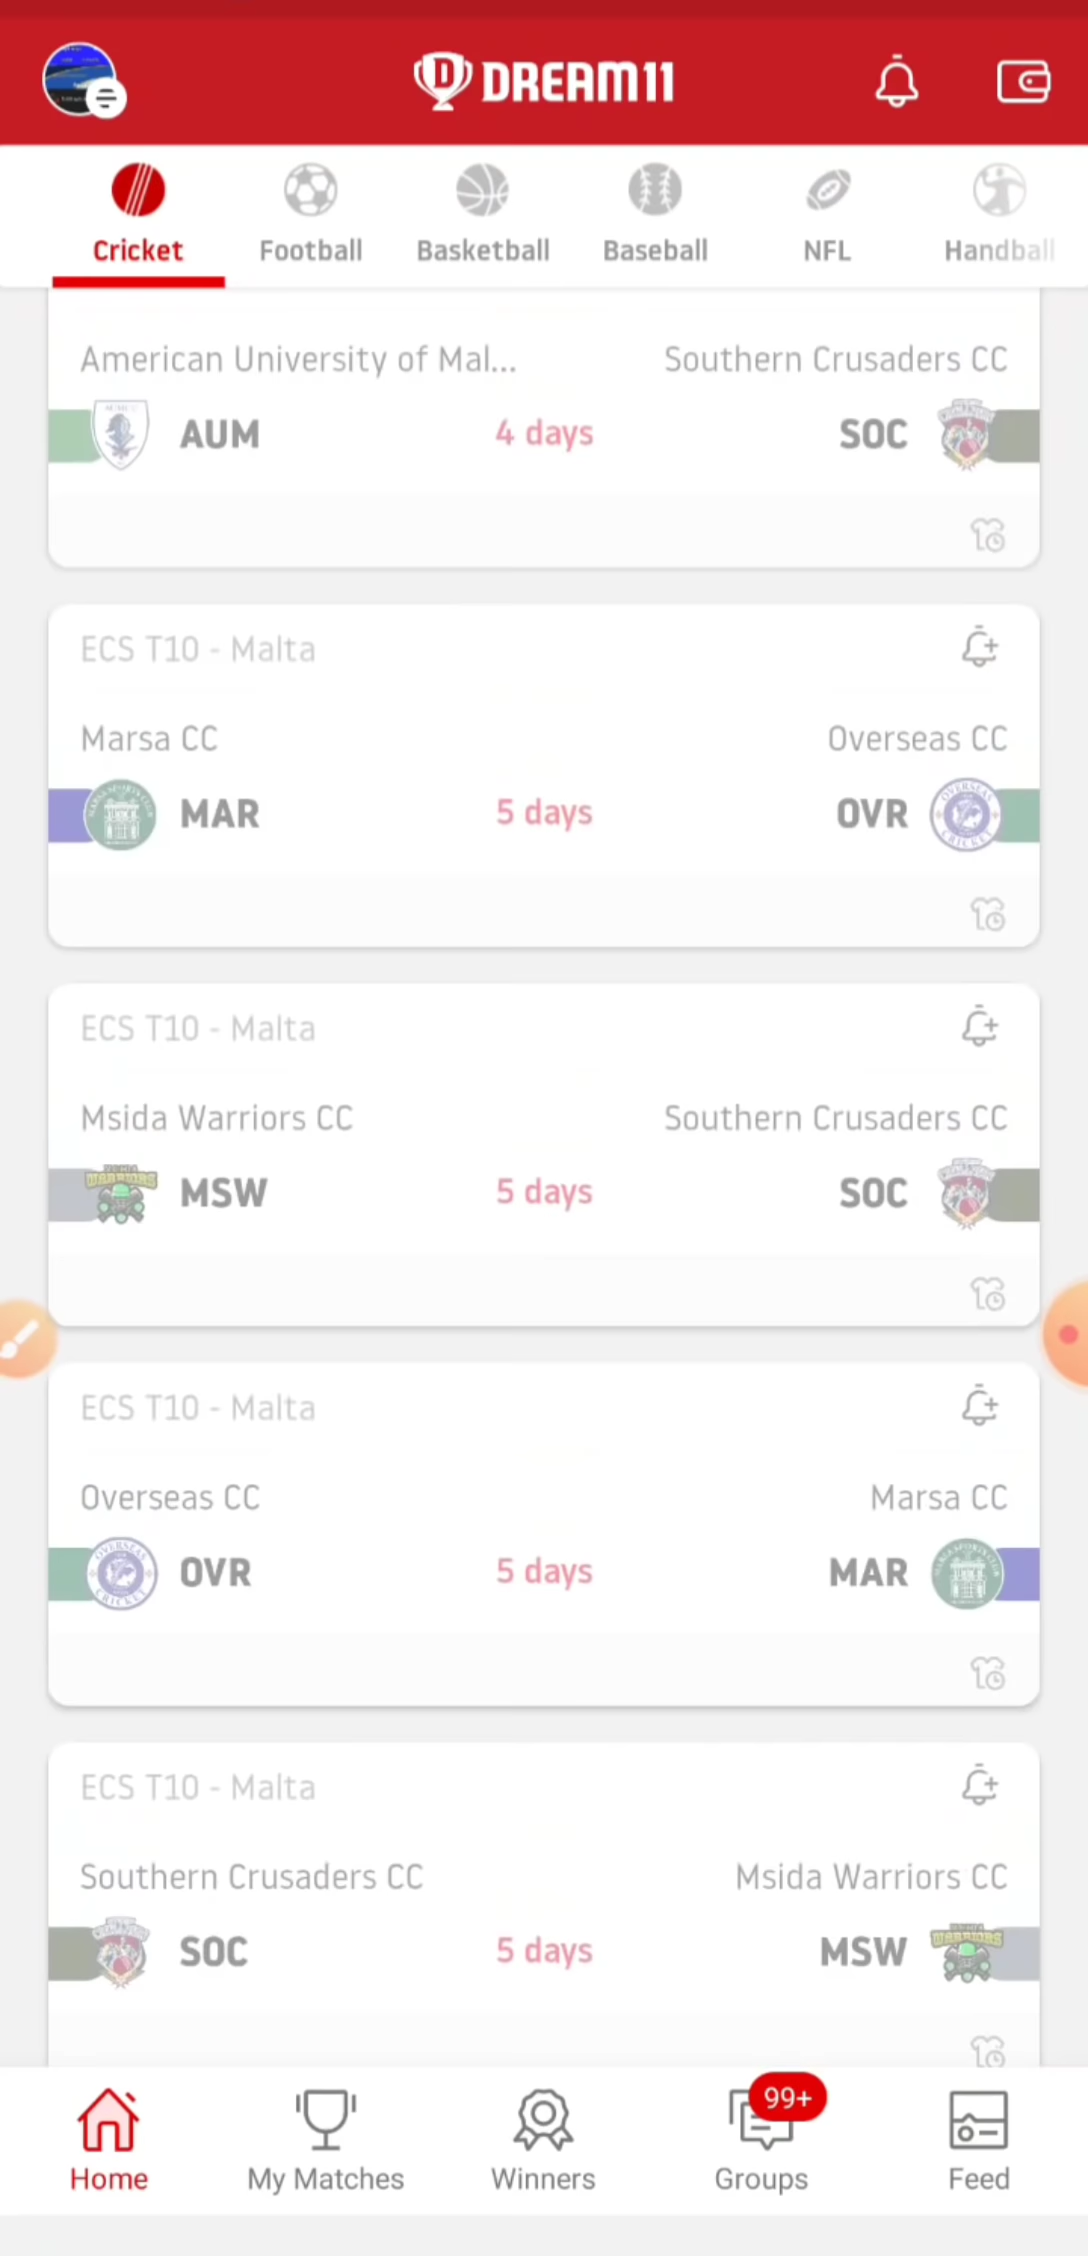 DREAM11
Cricket Football Basketball Baseball NFL Handball
American University of Mal... Southern Crusaders CC
AUM 4 days SOC
ECS T10 - Malta
Marsa CC Overseas CC
MAR 5 days OVR
ECS T10 - Malta
Msida Warriors CC Southern Crusaders CC
MSW 5 days SOC
ECS T10 - Malta
Overseas CC Marsa CC
OVR 5 days MAR
ECS T10 - Malta
Southern Crusaders CC Msida Warriors CC
SOC 5 days MSW
99+
Home My Matches Winners Groups Feed